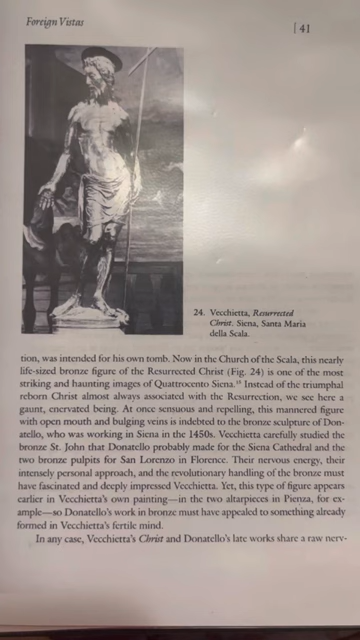 Foreign Vistas
[ 41
24. Vecchietta, Resurrected
Christ. Siena, Santa Maria
della Scala.
tion, was intended for his own tomb. Now in the Church of the Scala, this nearly
life-sized bronze figure of the Resurrected Christ (Fig. 24) is one of the most
striking and haunting images of Quattrocento Siena.¹⁸ Instead of the triumphal
reborn Christ almost always associated with the Resurrection, we see here a
gaunt, enervated being. At once sensuous and repelling, this mannered figure
with open mouth and bulging veins is indebted to the bronze sculpture of Don-
atello, who was working in Siena in the 1450s. Vecchietta carefully studied the
bronze St. John that Donatello probably made for the Siena Cathedral and the
two bronze pulpits for San Lorenzo in Florence. Their nervous energy, their
intensely personal approach, and the revolutionary handling of the bronze must
have fascinated and deeply impressed Vecchietta. Yet, this type of figure appears
earlier in Vecchietta's own painting—in the two altarpieces in Pienza, for ex-
ample—so Donatello's work in bronze must have appealed to something already
formed in Vecchietta's fertile mind.
In any case, Vecchietta's Christ and Donatello's late works share a raw nerv-